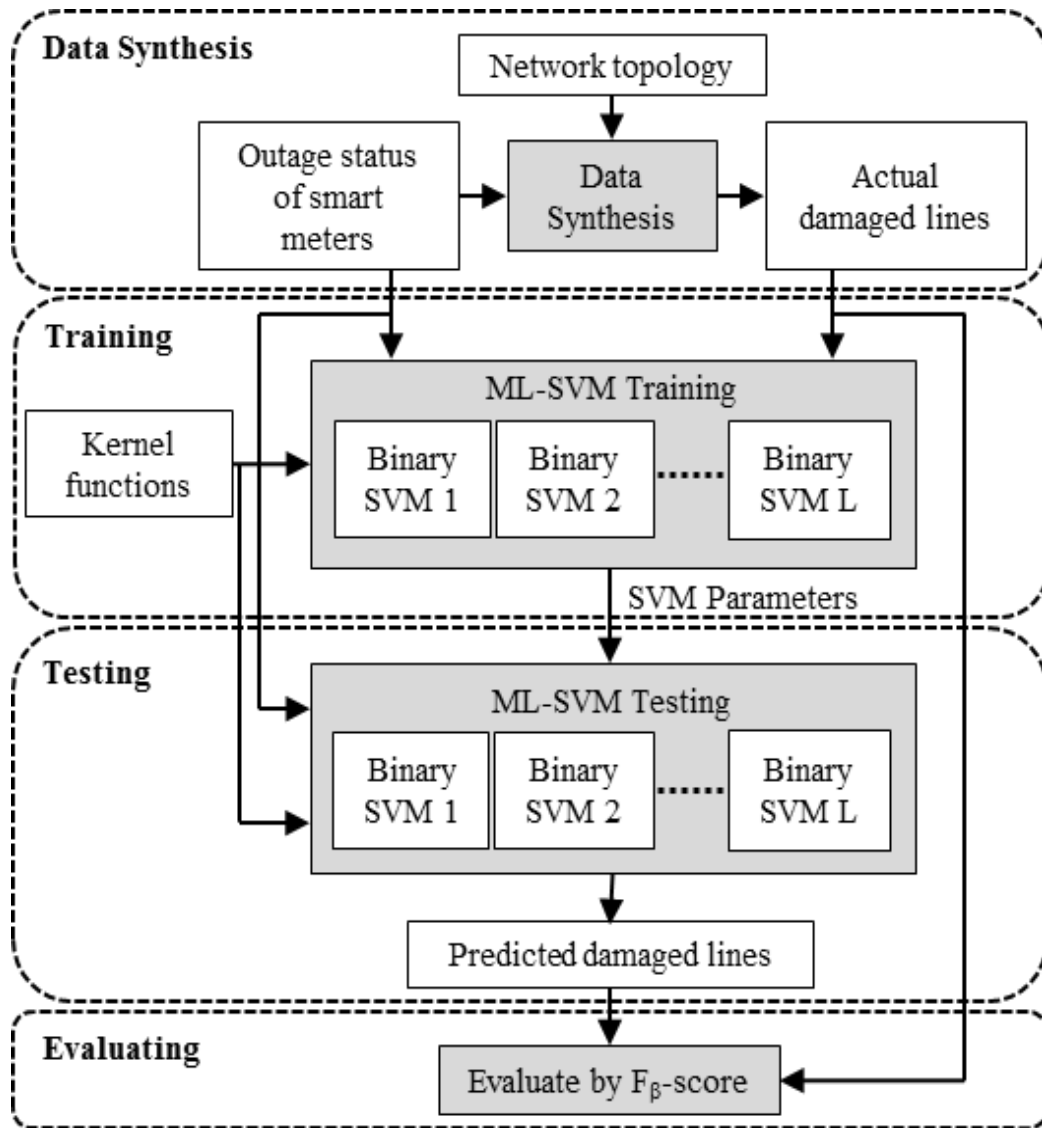 Data Synthesis
Network topology
Outage status
of smart
meters
Data
Synthesis
Actual
damaged lines
Training
ML-SVM Training
Kernel
functions
Binary
SVM 1
Binary
SVM 2
Binary
SVM L
SVM Parameters
Testing
ML-SVM Testing
Binary
SVM 1
Binary
SVM 2
Binary
SVM L
Predicted damaged lines
Evaluating
Evaluate by Fβ-score